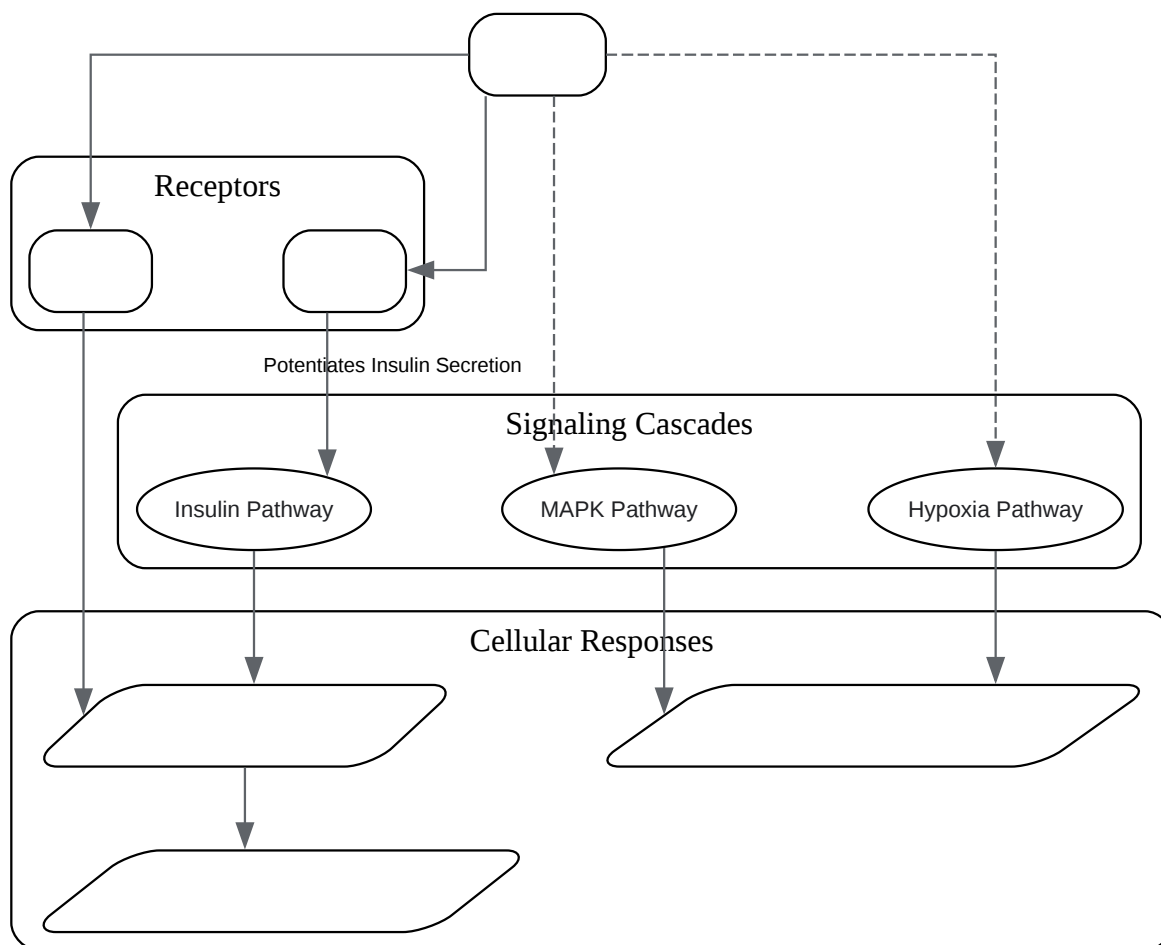 Receptors
Potentiates Insulin Secretion
Signaling Cascades
Insulin Pathway
MAPK Pathway
Hypoxia Pathway
Cellular Responses